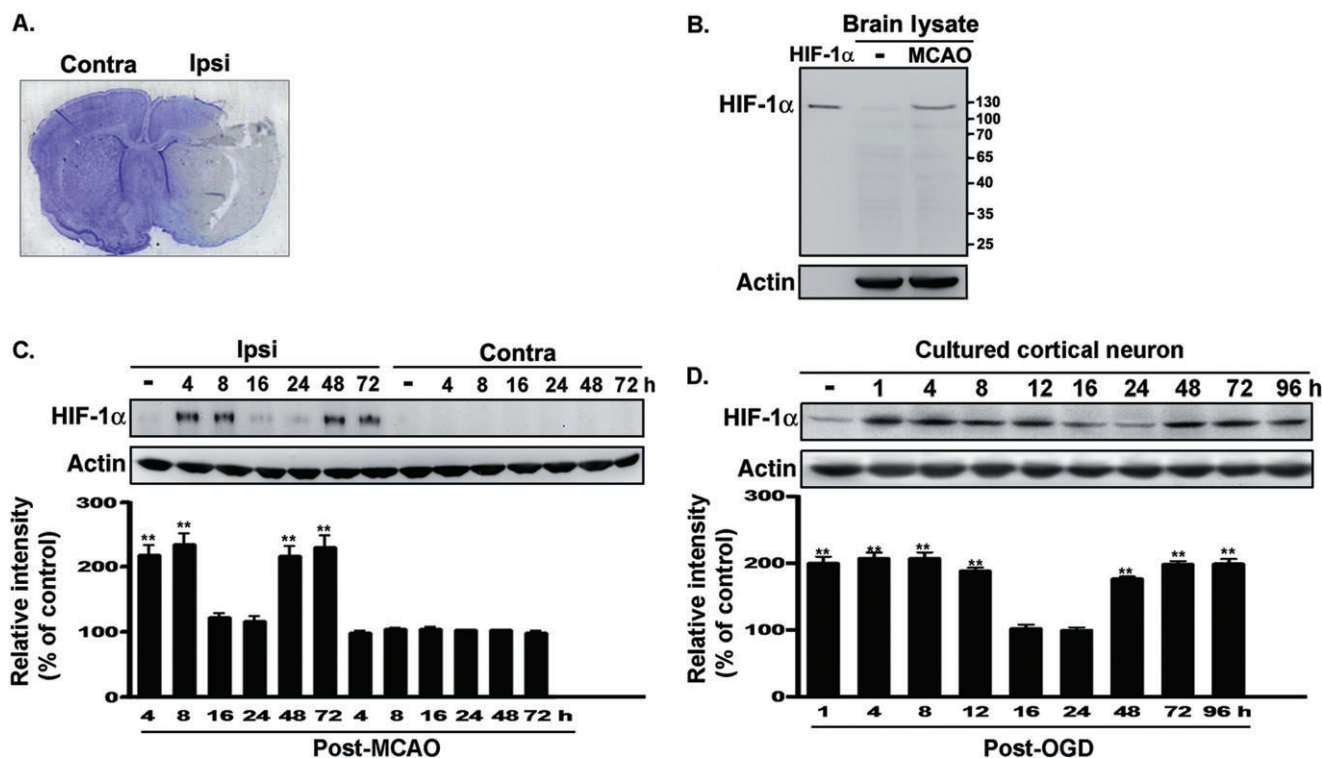 A.
Contra Ipsi
B.
Brain lysate
HIF-1α - MCAO
HIF-1α
130
100
70
65
40
35
25
Actin
C.
Ipsi Contra
- 4 8 16 24 48 72 - 4 8 16 24 48 72 h
HIF-1α
Actin
Relative intensity
(% of control)
300
200
100
0
** ** ** **
4 8 16 24 48 72 4 8 16 24 48 72 h
Post-MCAO
D.
Cultured cortical neuron
- 1 4 8 12 16 24 48 72 96 h
HIF-1α
Actin
Relative intensity
(% of control)
300
200
100
0
** ** ** ** ** ** **
1 4 8 12 16 24 48 72 96 h
Post-OGD